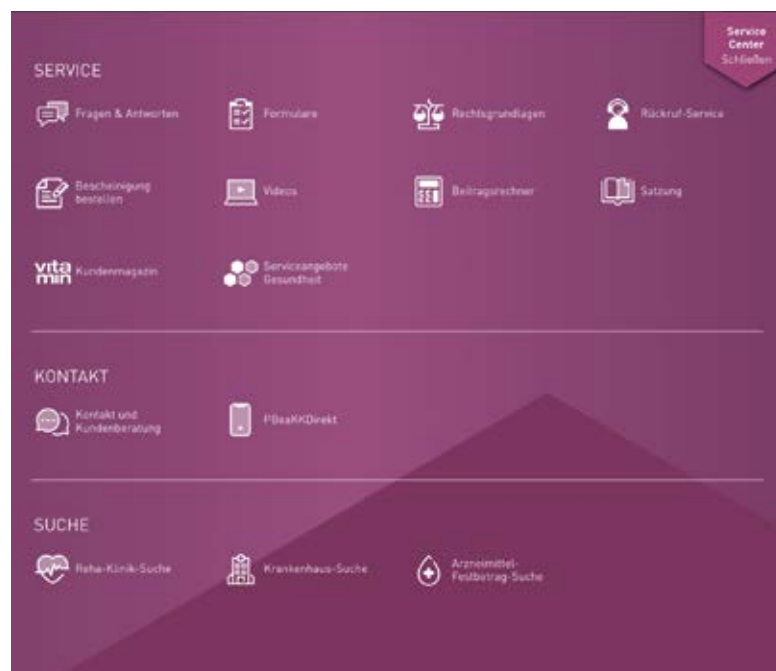 Service
Center
Schließen
SERVICE
Fragen & Antworten
Formulare
Rechtsgrundlagen
Rückruf-Service
Bescheinigung
bestellen
Videos
Beitragsrechner
Satzung
vita
min
Kundenmagazin
Serviceangebote
Gesundheit
KONTAKT
Kontakt und
Kundenberatung
PBeaKKDirekt
SUCHE
Reha-Klinik-Suche
Krankenhaus-Suche
Arzneimittel-
Festbetrag-Suche